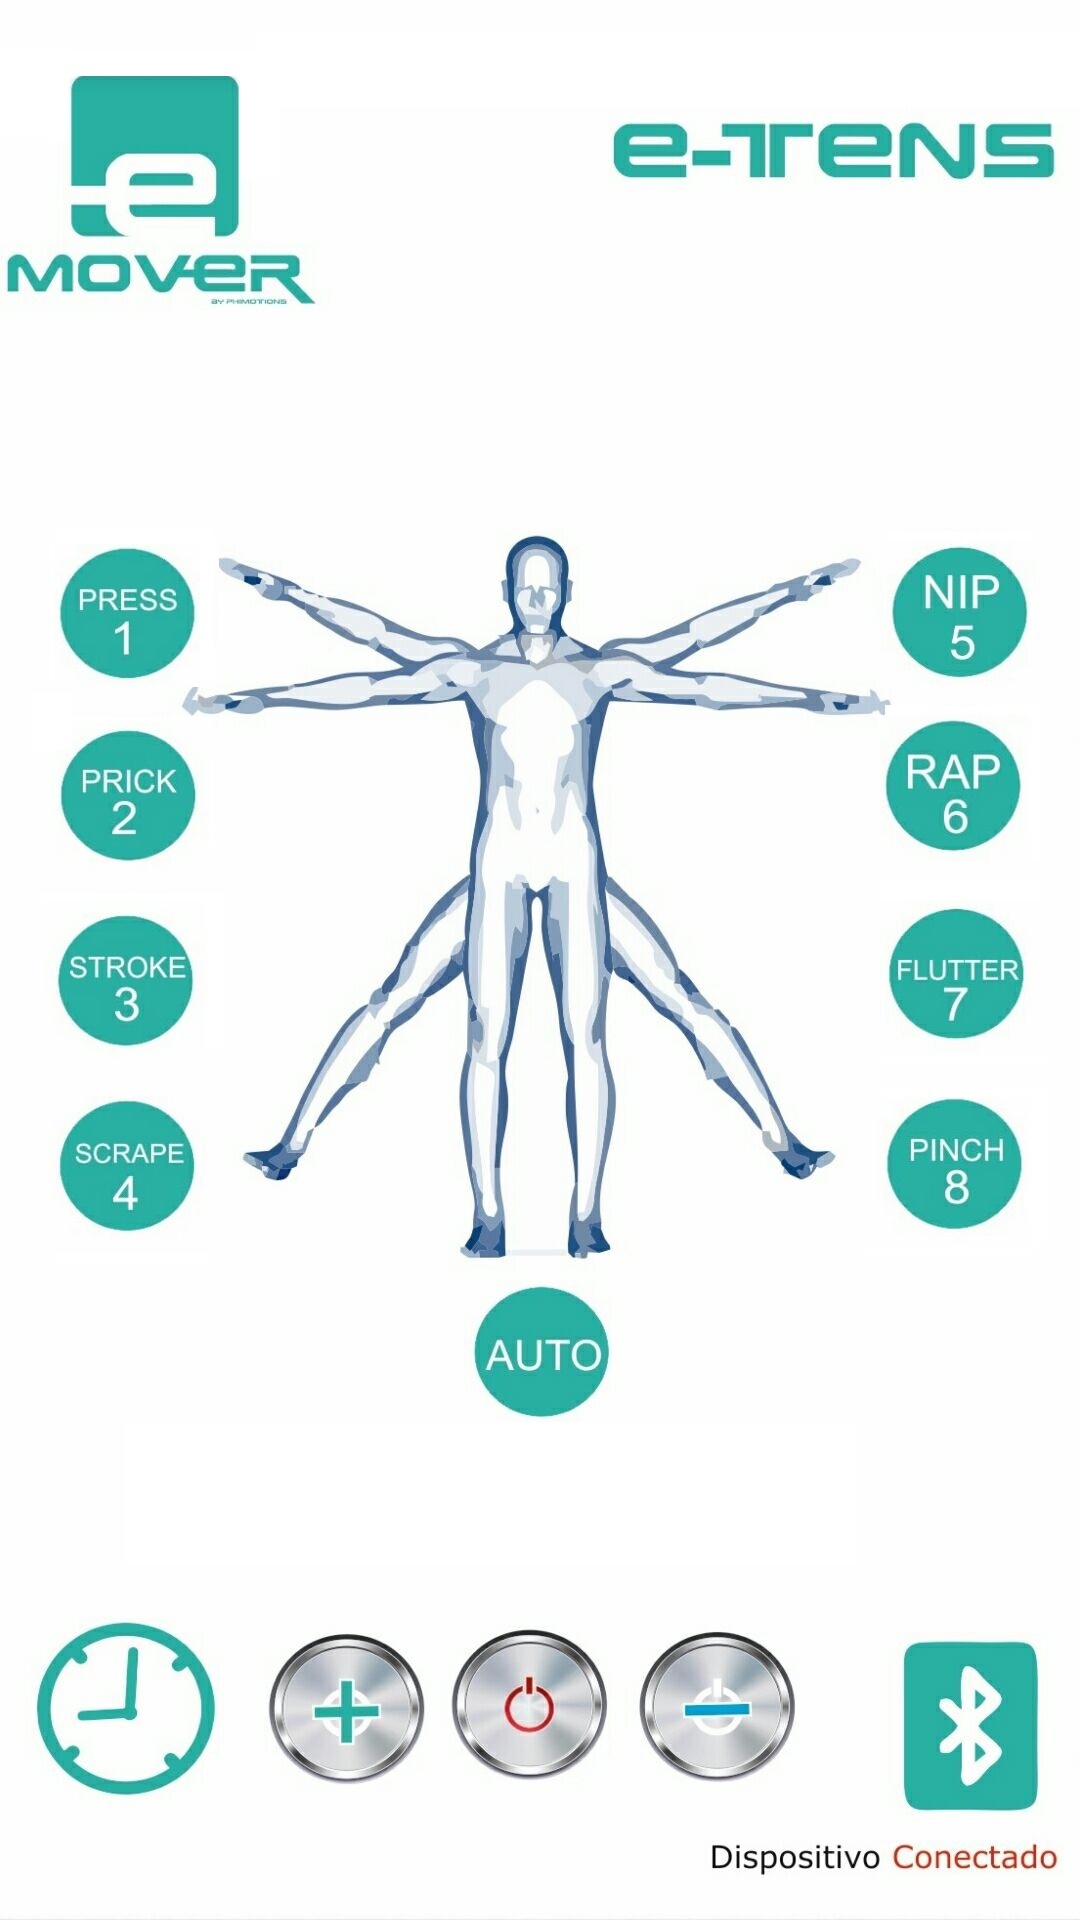 e
MOVER
BY PHIMOTIONS
e-TENS
PRESS
1
PRICK
2
STROKE
3
SCRAPE
4
NIP
5
RAP
6
FLUTTER
7
PINCH
8
AUTO
Dispositivo Conectado